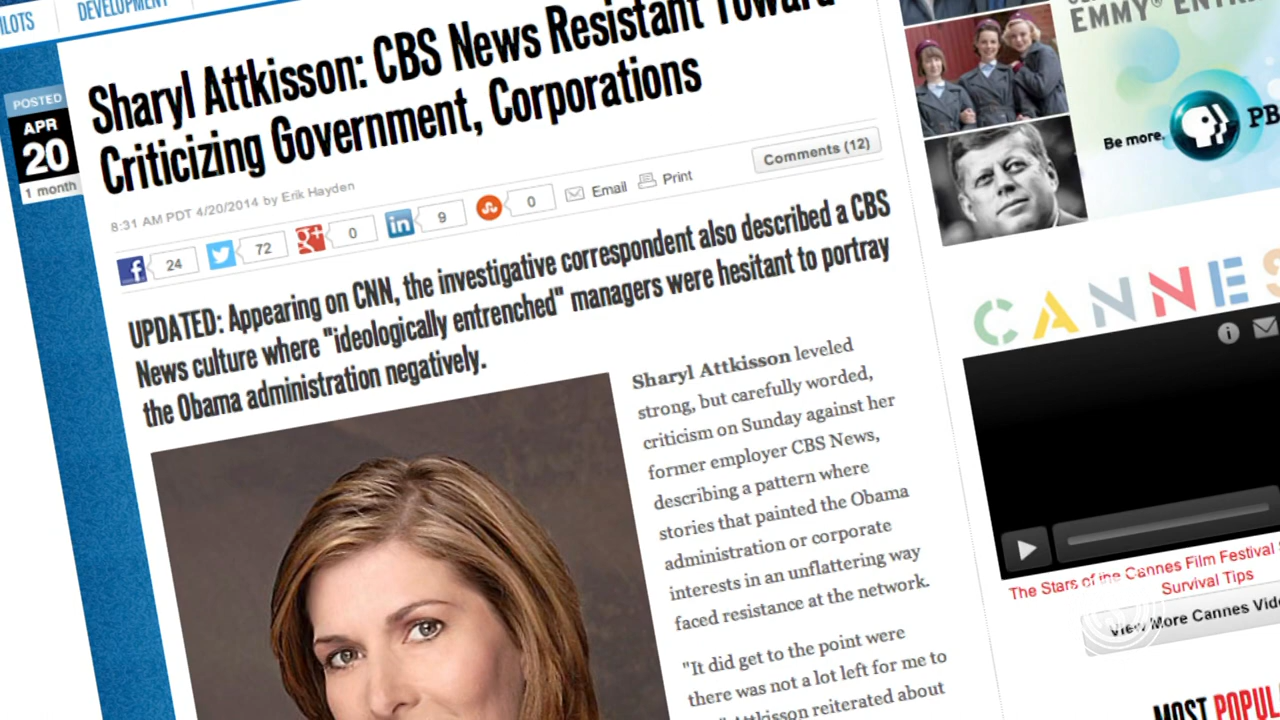 DEVELOPMENT
POSTED
APR
20
1 month
Sharyl Attkisson: CBS News Resistant Toward
Criticizing Government, Corporations
8:31 AM PDT 4/20/2014 by Erik Hayden
Comments (12)
24
72
0
9
0
Email
Print
UPDATED: Appearing on CNN, the investigative correspondent also described a CBS
News culture where "ideologically entrenched" managers were hesitant to portray
the Obama administration negatively.
Sharyl Attkisson leveled
strong, but carefully worded,
criticism on Sunday against her
former employer CBS News,
describing a pattern where
stories that painted the Obama
administration or corporate
interests in an unflattering way
faced resistance at the network.
"It did get to the point were
there was not a lot left for me to
Attkisson reiterated about
EMMY®
Be more.
CANNES
The Stars of the Cannes Film Festival
Survival Tips
View More Cannes
MOST POPUL